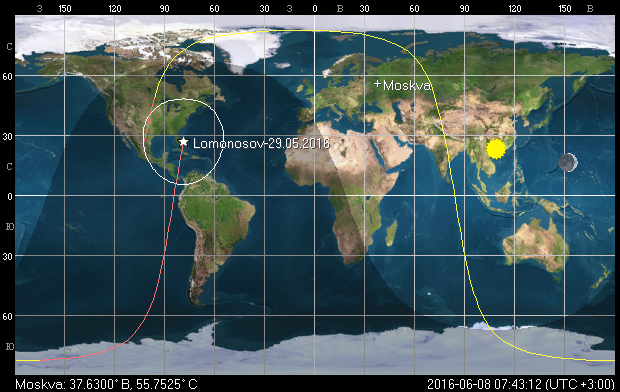 З 150 120 90 60 30 З 0 В 30 60 90 120 150 В
С
60
Moskva
30
Lomonosov-29.05.2016
С
0
Ю
30
60
Ю
Moskva: 37.6300° В, 55.7525° С 2016-06-08 07:43:12 (UTC +3:00)